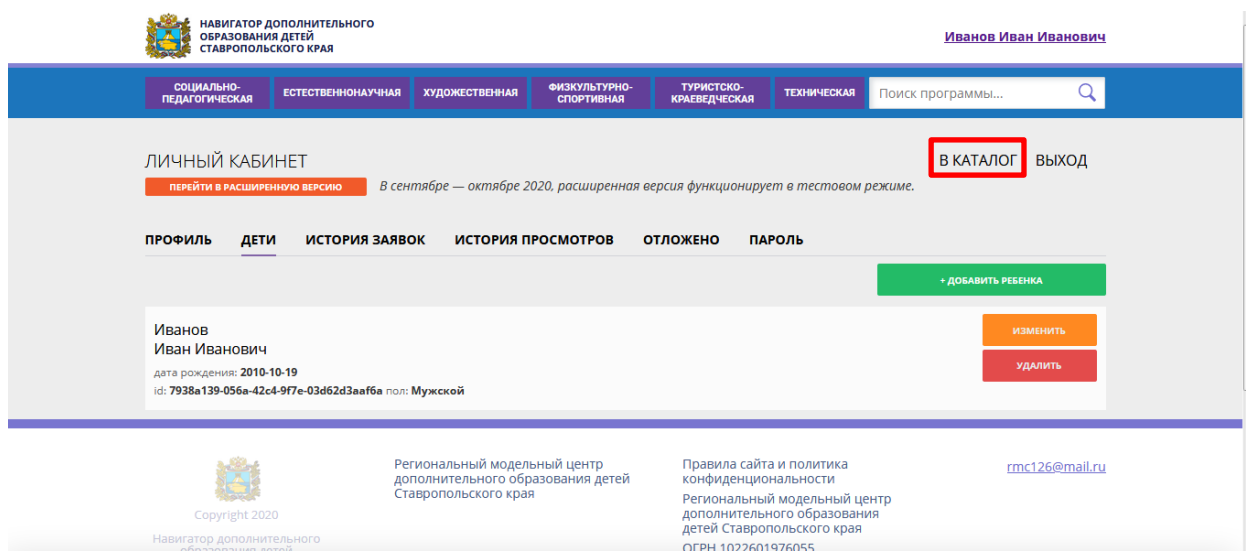 НАВИГАТОР ДОПОЛНИТЕЛЬНОГО
ОБРАЗОВАНИЯ ДЕТЕЙ
СТАВРОПОЛЬСКОГО КРАЯ
Иванов Иван Иванович
СОЦИАЛЬНО-
ПЕДАГОГИЧЕСКАЯ
ЕСТЕСТВЕННОНАУЧНАЯ
ХУДОЖЕСТВЕННАЯ
ФИЗКУЛЬТУРНО-
СПОРТИВНАЯ
ТУРИСТСКО-
КРАЕВЕДЧЕСКАЯ
ТЕХНИЧЕСКАЯ
Поиск программы...
ЛИЧНЫЙ КАБИНЕТ
В КАТАЛОГ ВЫХОД
ПЕРЕЙТИ В РАСШИРЕННУЮ ВЕРСИЮ
В сентябре — октябре 2020, расширенная версия функционирует в тестовом режиме.
ПРОФИЛЬ ДЕТИ ИСТОРИЯ ЗАЯВОК ИСТОРИЯ ПРОСМОТРОВ ОТЛОЖЕНО ПАРОЛЬ
+ ДОБАВИТЬ РЕБЕНКА
Иванов
Иван Иванович
дата рождения: 2010-10-19
id: 7938a139-056a-42c4-9f7e-03d62d3aaf6a пол: Мужской
ИЗМЕНИТЬ
УДАЛИТЬ
Copyright 2020
Навигатор дополнительного
образования детей
Региональный модельный центр
дополнительного образования детей
Ставропольского края
Правила сайта и политика
конфиденциональности
Региональный модельный центр
дополнительного образования
детей Ставропольского края
ОГРН 1022601976055
rmc126@mail.ru